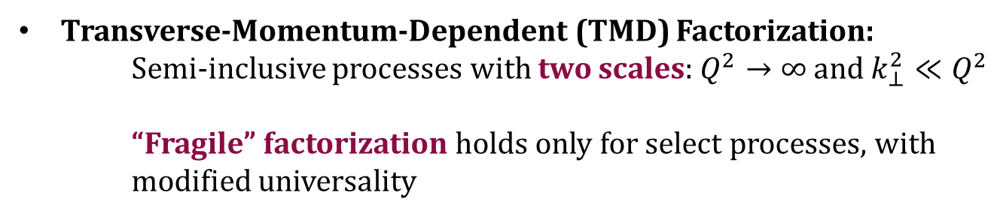 • Transverse-Momentum-Dependent (TMD) Factorization:
Semi-inclusive processes with two scales: Q² → ∞ and k⊥² ≪ Q²
“Fragile” factorization holds only for select processes, with
modified universality